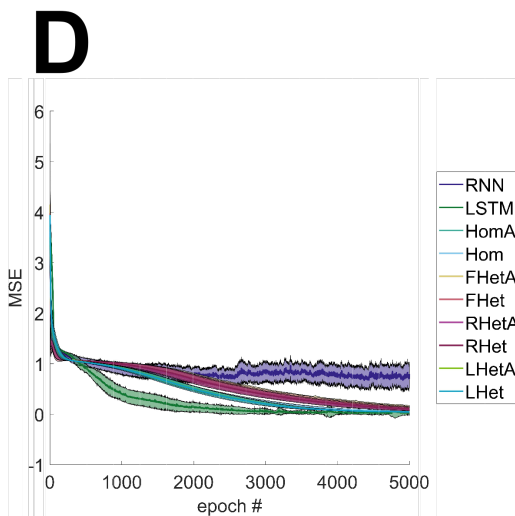 D
6
5
4
3
2
1
0
-1
MSE
0 1000 2000 3000 4000 5000
epoch #
RNN
LSTM
HomA
Hom
FHetA
FHet
RHetA
RHet
LHetA
LHet